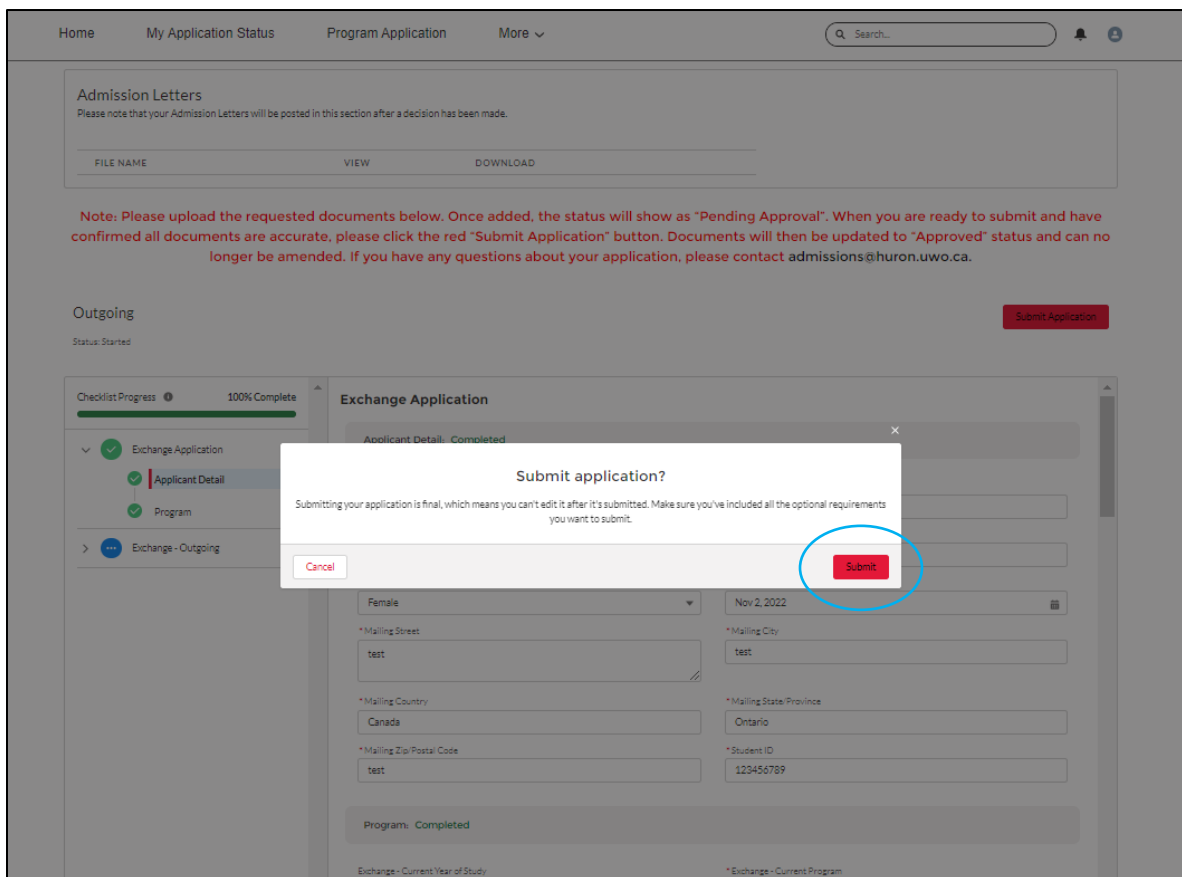 Home My Application Status Program Application More Search...
Admission Letters
Please note that your Admission Letters will be posted in this section after a decision has been made.
FILE NAME VIEW DOWNLOAD
Note: Please upload the requested documents below. Once added, the status will show as "Pending Approval". When you are ready to submit and have
confirmed all documents are accurate, please click the red "Submit Application" button. Documents will then be updated to "Approved" status and can no
longer be amended. If you have any questions about your application, please contact admissions@huron.uwo.ca.
Outgoing
Submit Application
Status: Started
Checklist Progress 100% Complete
Exchange Application
Applicant Detail
Program
Exchange - Outgoing
Exchange Application
Applicant Detail: Completed
Submit application?
Submitting your application is final, which means you can't edit it after it's submitted. Make sure you've included all the optional requirements
you want to submit.
Cancel Submit
Female Nov 2, 2022
*Mailing Street *Mailing City
test test
*Mailing Country *Mailing State/Province
Canada Ontario
*Mailing Zip/Postal Code *Student ID
test 123456789
Program: Completed
Exchange - Current Year of Study *Exchange - Current Program